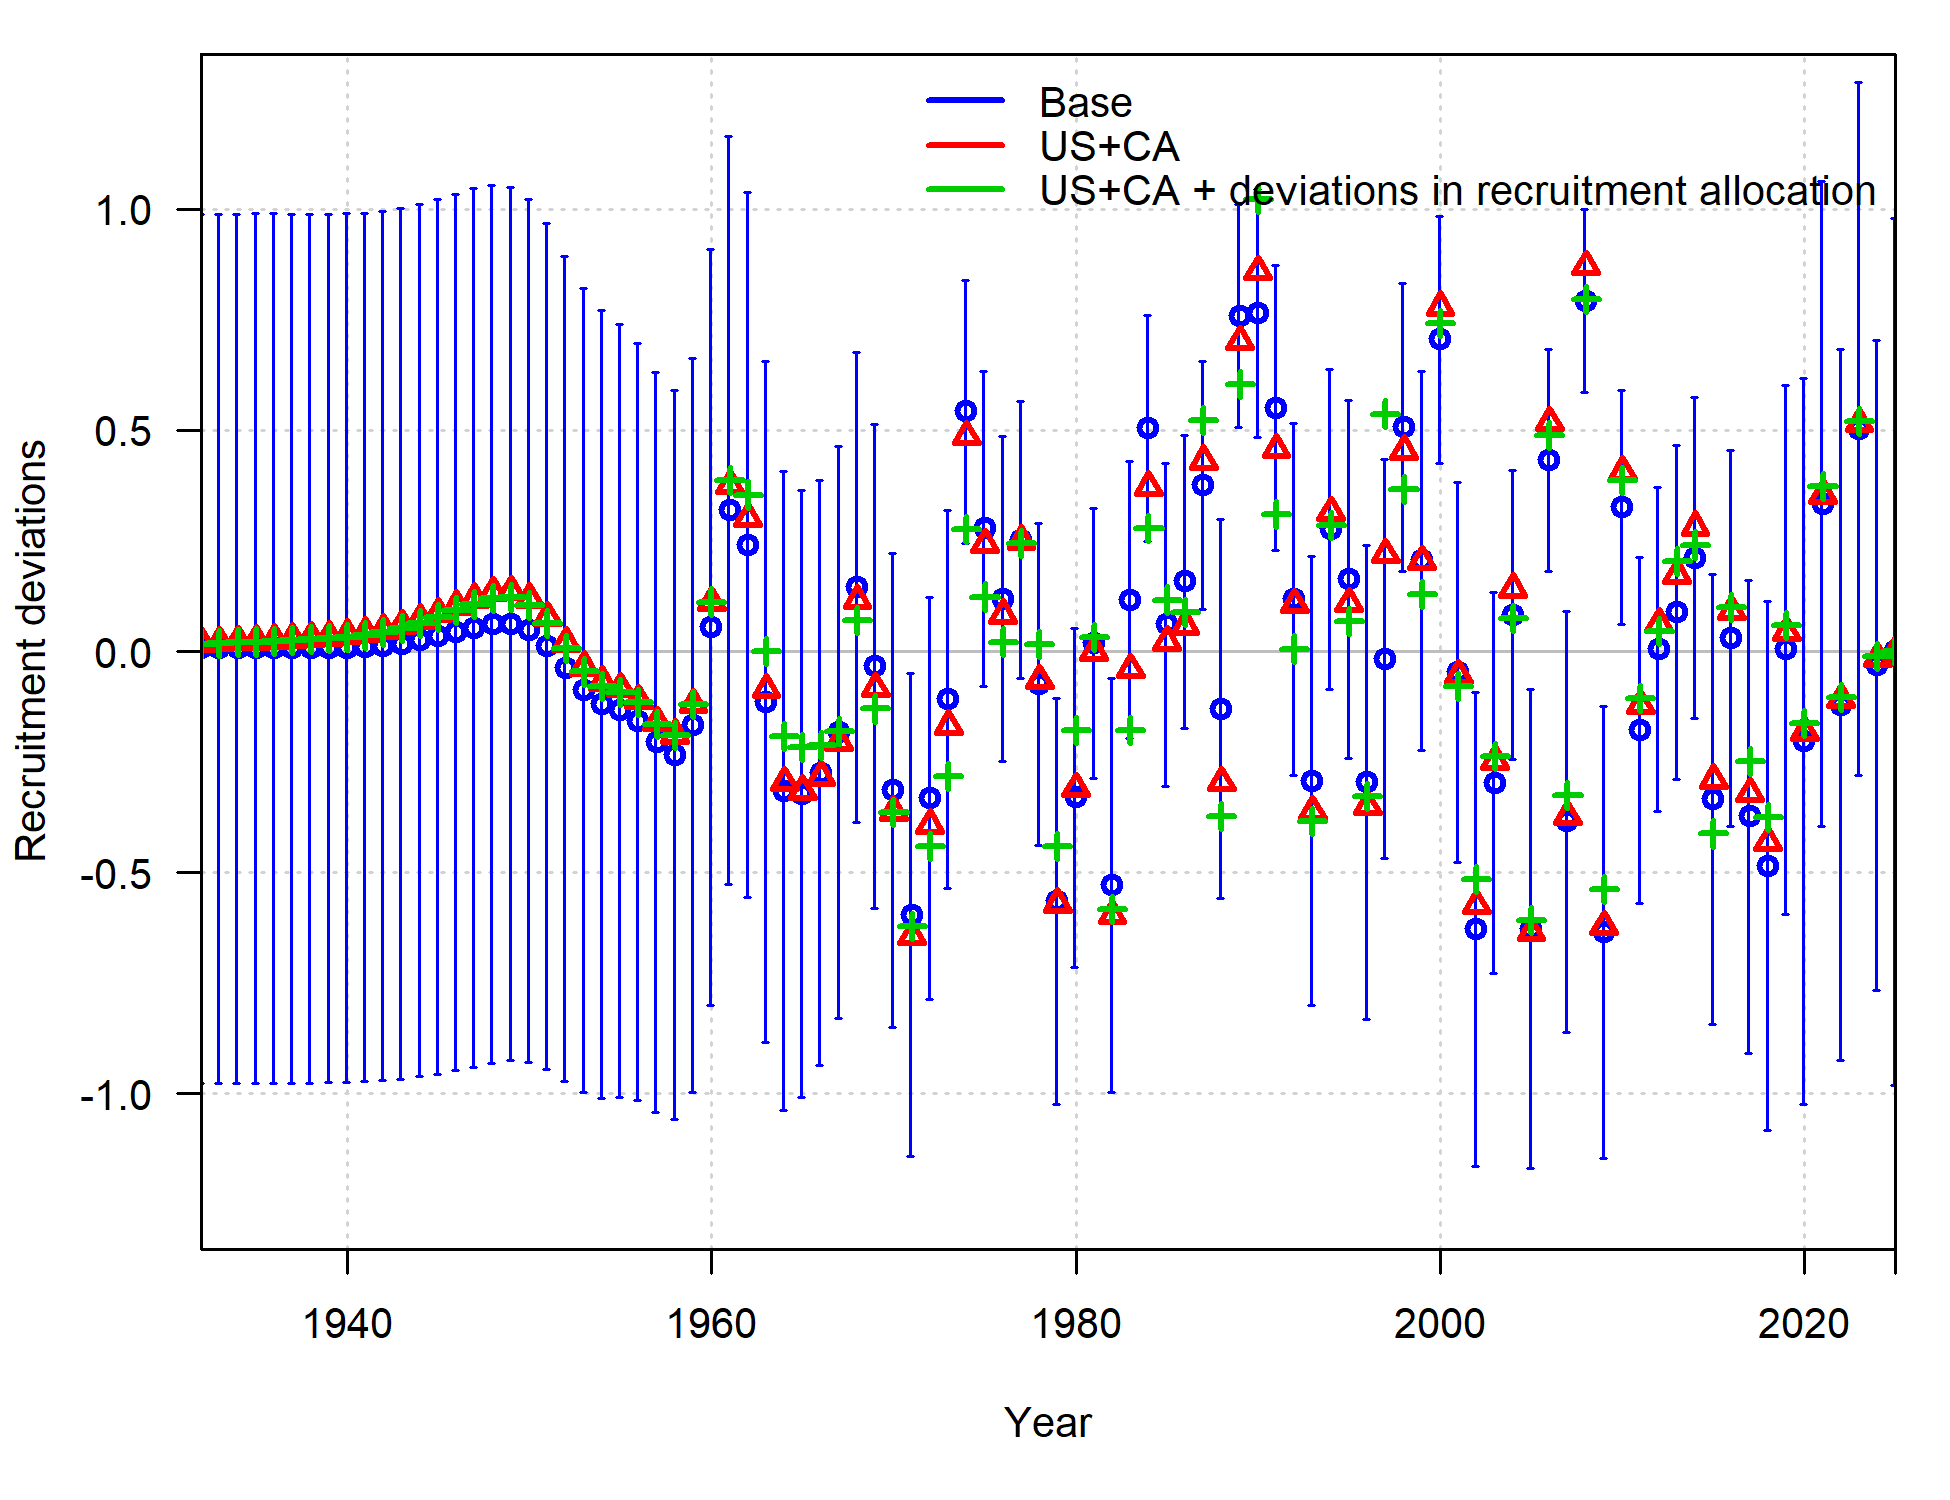 Base
US+CA
US+CA + deviations in recruitment allocation
1.0
0.5
0.0
-0.5
-1.0
Recruitment deviations
1940 1960 1980 2000 2020
Year